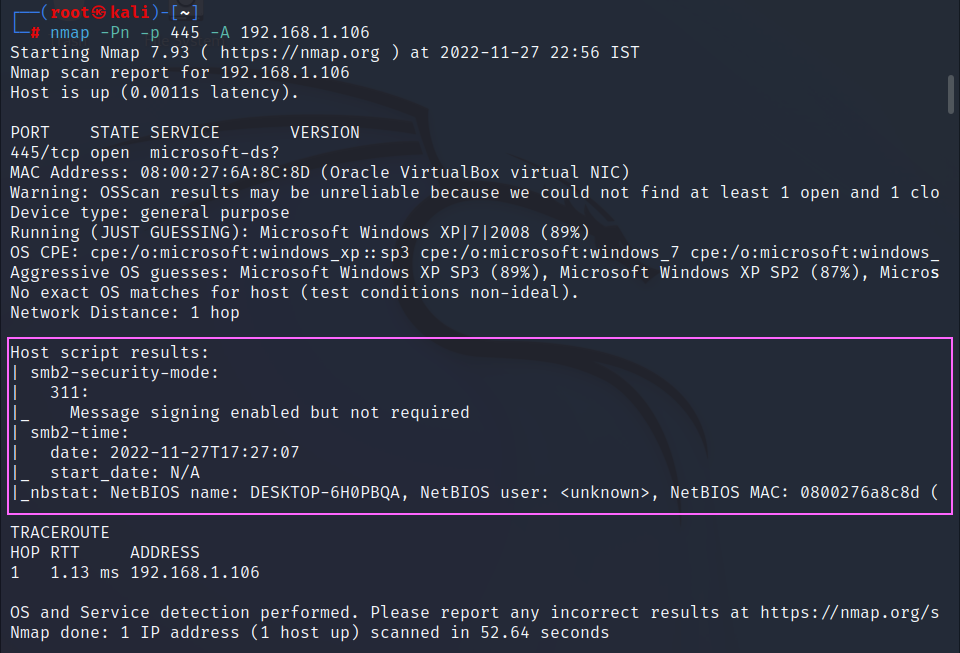 ┌──(root㉿kali)-[~]
└─# nmap -Pn -p 445 -A 192.168.1.106
Starting Nmap 7.93 ( https://nmap.org ) at 2022-11-27 22:56 IST
Nmap scan report for 192.168.1.106
Host is up (0.0011s latency).
PORT    STATE SERVICE       VERSION
445/tcp open  microsoft-ds?
MAC Address: 08:00:27:6A:8C:8D (Oracle VirtualBox virtual NIC)
Warning: OSScan results may be unreliable because we could not find at least 1 open and 1 clo
Device type: general purpose
Running (JUST GUESSING): Microsoft Windows XP|7|2008 (89%)
OS CPE: cpe:/o:microsoft:windows_xp::sp3 cpe:/o:microsoft:windows_7 cpe:/o:microsoft:windows_
Aggressive OS guesses: Microsoft Windows XP SP3 (89%), Microsoft Windows XP SP2 (87%), Micros
No exact OS matches for host (test conditions non-ideal).
Network Distance: 1 hop
Host script results:
| smb2-security-mode:
|   311:
|_    Message signing enabled but not required
| smb2-time:
|   date: 2022-11-27T17:27:07
|_  start_date: N/A
|_nbstat: NetBIOS name: DESKTOP-6H0PBQA, NetBIOS user: <unknown>, NetBIOS MAC: 0800276a8c8d (
TRACEROUTE
HOP RTT     ADDRESS
1   1.13 ms 192.168.1.106
OS and Service detection performed. Please report any incorrect results at https://nmap.org/s
Nmap done: 1 IP address (1 host up) scanned in 52.64 seconds